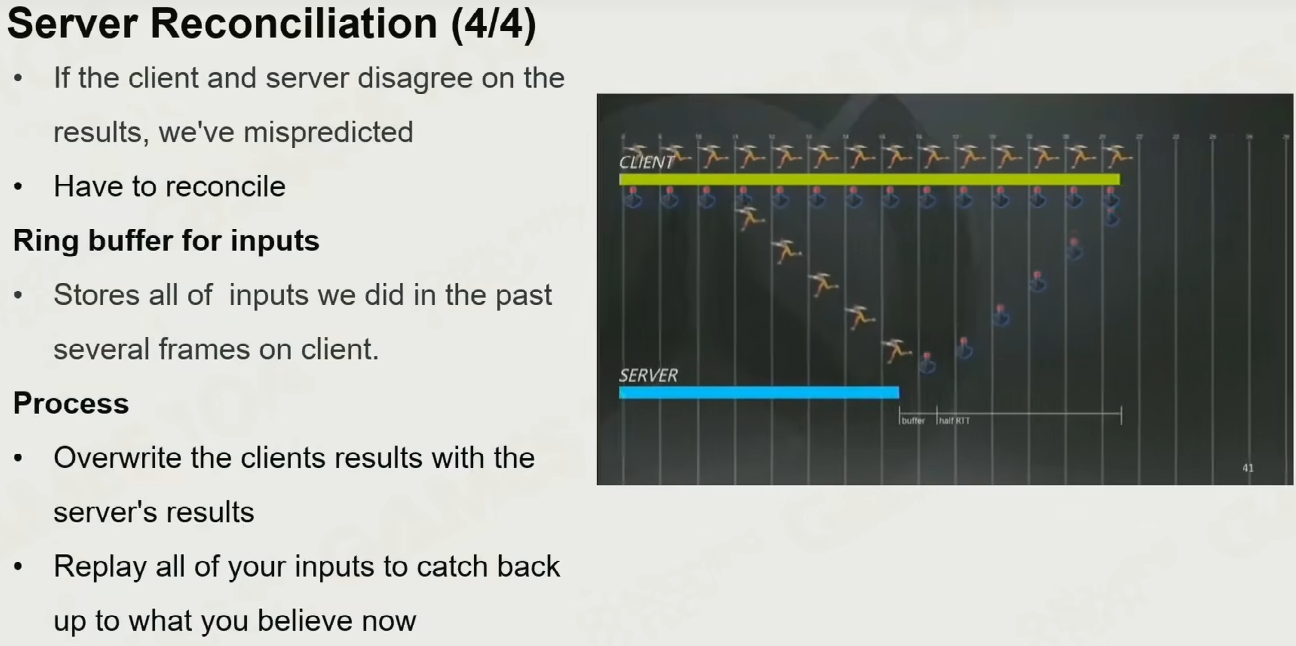 Server Reconciliation (4/4)
• If the client and server disagree on the
results, we've mispredicted
• Have to reconcile
Ring buffer for inputs
• Stores all of inputs we did in the past
several frames on client.
Process
• Overwrite the clients results with the
server's results
• Replay all of your inputs to catch back
up to what you believe now
CLIENT
SERVER
buffer half RTT
41